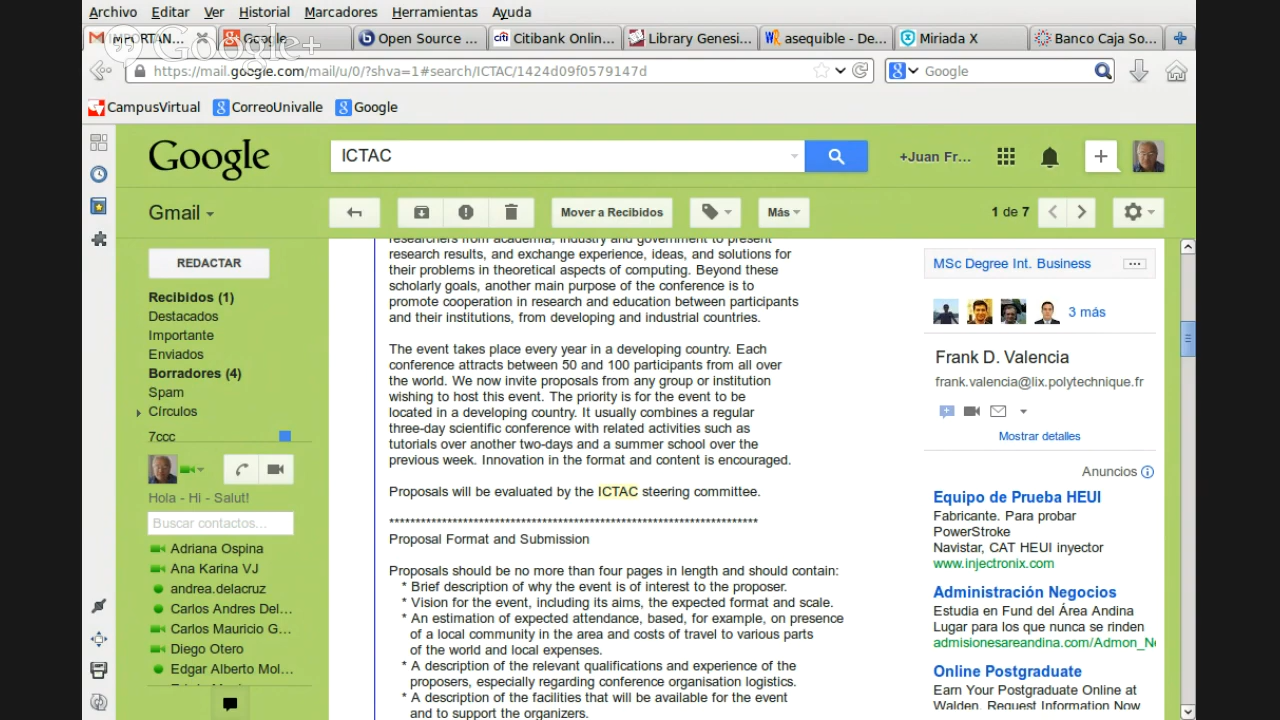 Archivo Editar Ver Historial Marcadores Herramientas Ayuda
Google+
IMPORTAN... Google Open Source ... Citibank Onlin... Library Genesi... asequible - De... Miriada X Banco Caja So...
https://mail.google.com/mail/u/0/?shva=1#search/ICTAC/1424d09f0579147d
Google
CampusVirtual CorreoUnivalle Google
Google
ICTAC
+Juan Fr...
Gmail
Mover a Recibidos
Más
1 de 7
REDACTAR
Recibidos (1)
Destacados
Importante
Enviados
Borradores (4)
Spam
Círculos
7ccc
Hola - Hi - Salut!
Buscar contactos...
Adriana Ospina
Ana Karina VJ
andrea.delacruz
Carlos Andres Del...
Carlos Mauricio G...
Diego Otero
Edgar Alberto Mol...
researchers from academia, industry and government to present
research results, and exchange experience, ideas, and solutions for
their problems in theoretical aspects of computing. Beyond these
scholarly goals, another main purpose of the conference is to
promote cooperation in research and education between participants
and their institutions, from developing and industrial countries.
The event takes place every year in a developing country. Each
conference attracts between 50 and 100 participants from all over
the world. We now invite proposals from any group or institution
wishing to host this event. The priority is for the event to be
located in a developing country. It usually combines a regular
three-day scientific conference with related activities such as
tutorials over another two-days and a summer school over the
previous week. Innovation in the format and content is encouraged.
Proposals will be evaluated by the ICTAC steering committee.
**********************************************************************
Proposal Format and Submission
Proposals should be no more than four pages in length and should contain:
* Brief description of why the event is of interest to the proposer.
* Vision for the event, including its aims, the expected format and scale.
* An estimation of expected attendance, based, for example, on presence
of a local community in the area and costs of travel to various parts
of the world and local expenses.
* A description of the relevant qualifications and experience of the
proposers, especially regarding conference organisation logistics.
* A description of the facilities that will be available for the event
and to support the organizers.
MSc Degree Int. Business
3 más
Frank D. Valencia
frank.valencia@lix.polytechnique.fr
Mostrar detalles
Anuncios
Equipo de Prueba HEUI
Fabricante. Para probar
PowerStroke
Navistar, CAT HEUI inyector
www.injectronix.com
Administración Negocios
Estudia en Fund del Área Andina
Lugar para los que nunca se rinden
admisionesareandina.com/Admon_Ne
Online Postgraduate
Earn Your Postgraduate Online at
Walden. Request Information Now